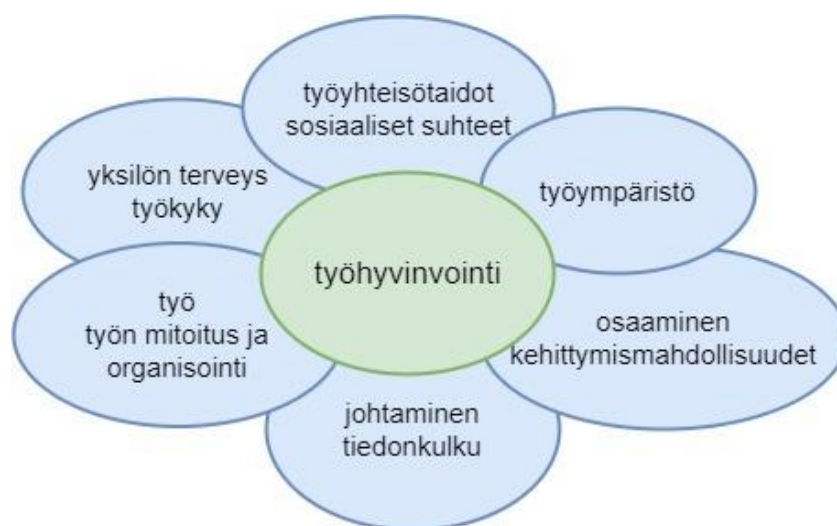 työyhteisötaidot
sosiaaliset suhteet
yksilön terveys
työkyky
työympäristö
työhyvinvointi
työ
työn mitoitus ja
organisointi
osaaminen
kehittymismahdollisuudet
johtaminen
tiedonkulku